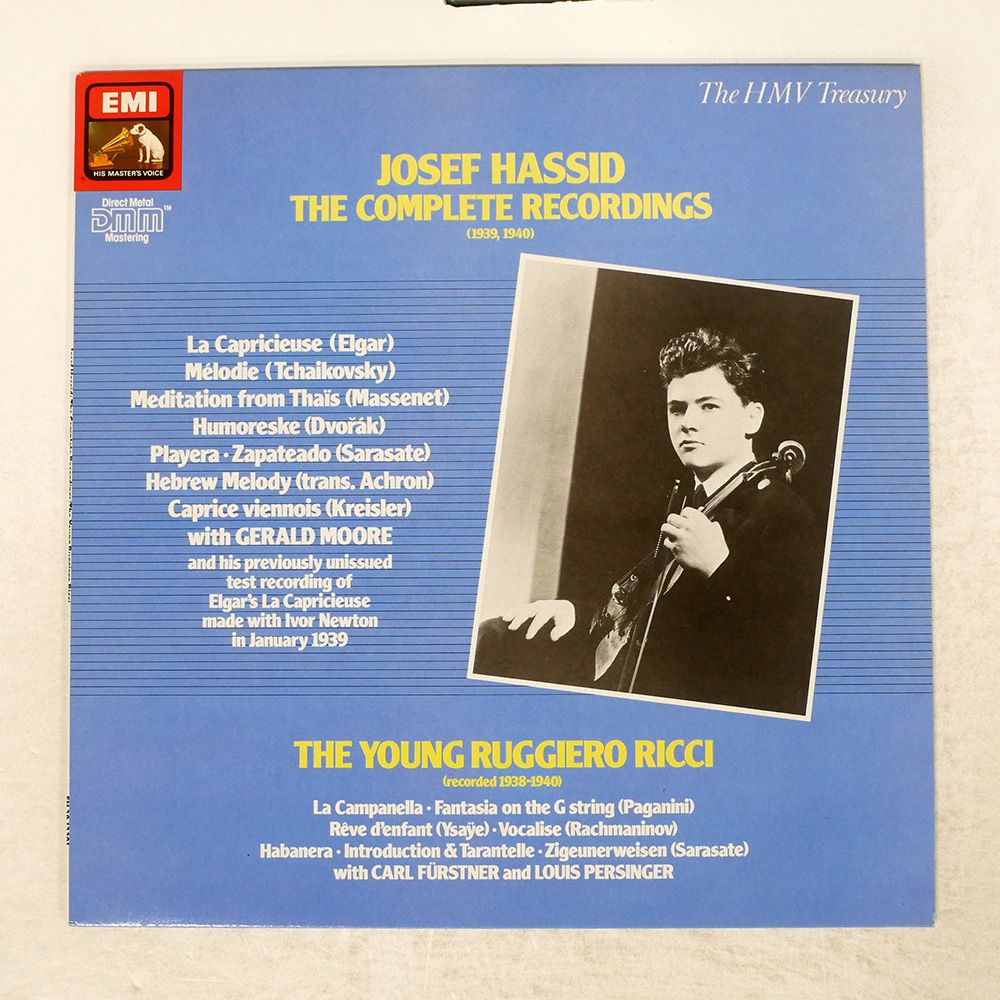 EMI
HIS MASTER'S VOICE
The HMV Treasury
Direct Metal
DMM™
Mastering
JOSEF HASSID
THE COMPLETE RECORDINGS
(1939, 1940)
La Capricieuse (Elgar)
Mélodie (Tchaikovsky)
Meditation from Thaïs (Massenet)
Humoreske (Dvořák)
Playera · Zapateado (Sarasate)
Hebrew Melody (trans. Achron)
Caprice viennois (Kreisler)
with GERALD MOORE
and his previously unissued
test recording of
Elgar's La Capricieuse
made with Ivor Newton
in January 1939
THE YOUNG RUGGIERO RICCI
(recorded 1938-1940)
La Campanella · Fantasia on the G string (Paganini)
Rêve d'enfant (Ysaÿe) · Vocalise (Rachmaninov)
Habanera · Introduction & Tarantelle · Zigeunerweisen (Sarasate)
with CARL FÜRSTNER and LOUIS PERSINGER